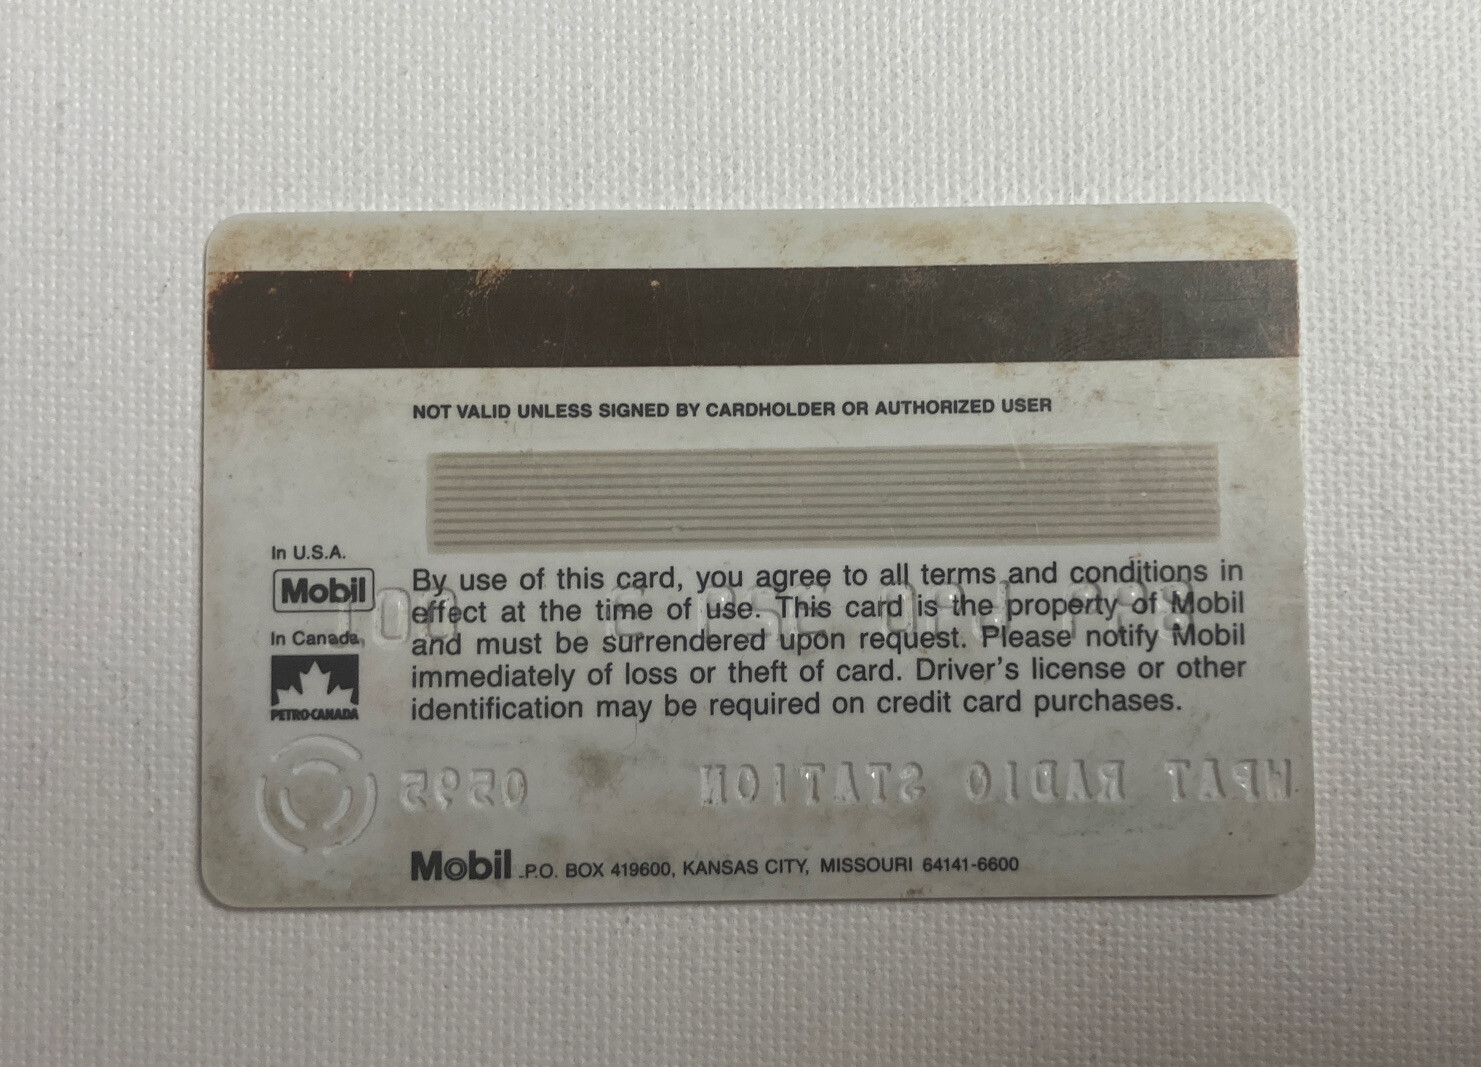 NOT VALID UNLESS SIGNED BY CARDHOLDER OR AUTHORIZED USER
In U.S.A.
Mobil
In Canada,
PETRO-CANADA
By use of this card, you agree to all terms and conditions in
effect at the time of use. This card is the property of Mobil
and must be surrendered upon request. Please notify Mobil
immediately of loss or theft of card. Driver's license or other
identification may be required on credit card purchases.
WPAT RADIO STATION 0595
Mobil P.O. BOX 419600, KANSAS CITY, MISSOURI 64141-6600